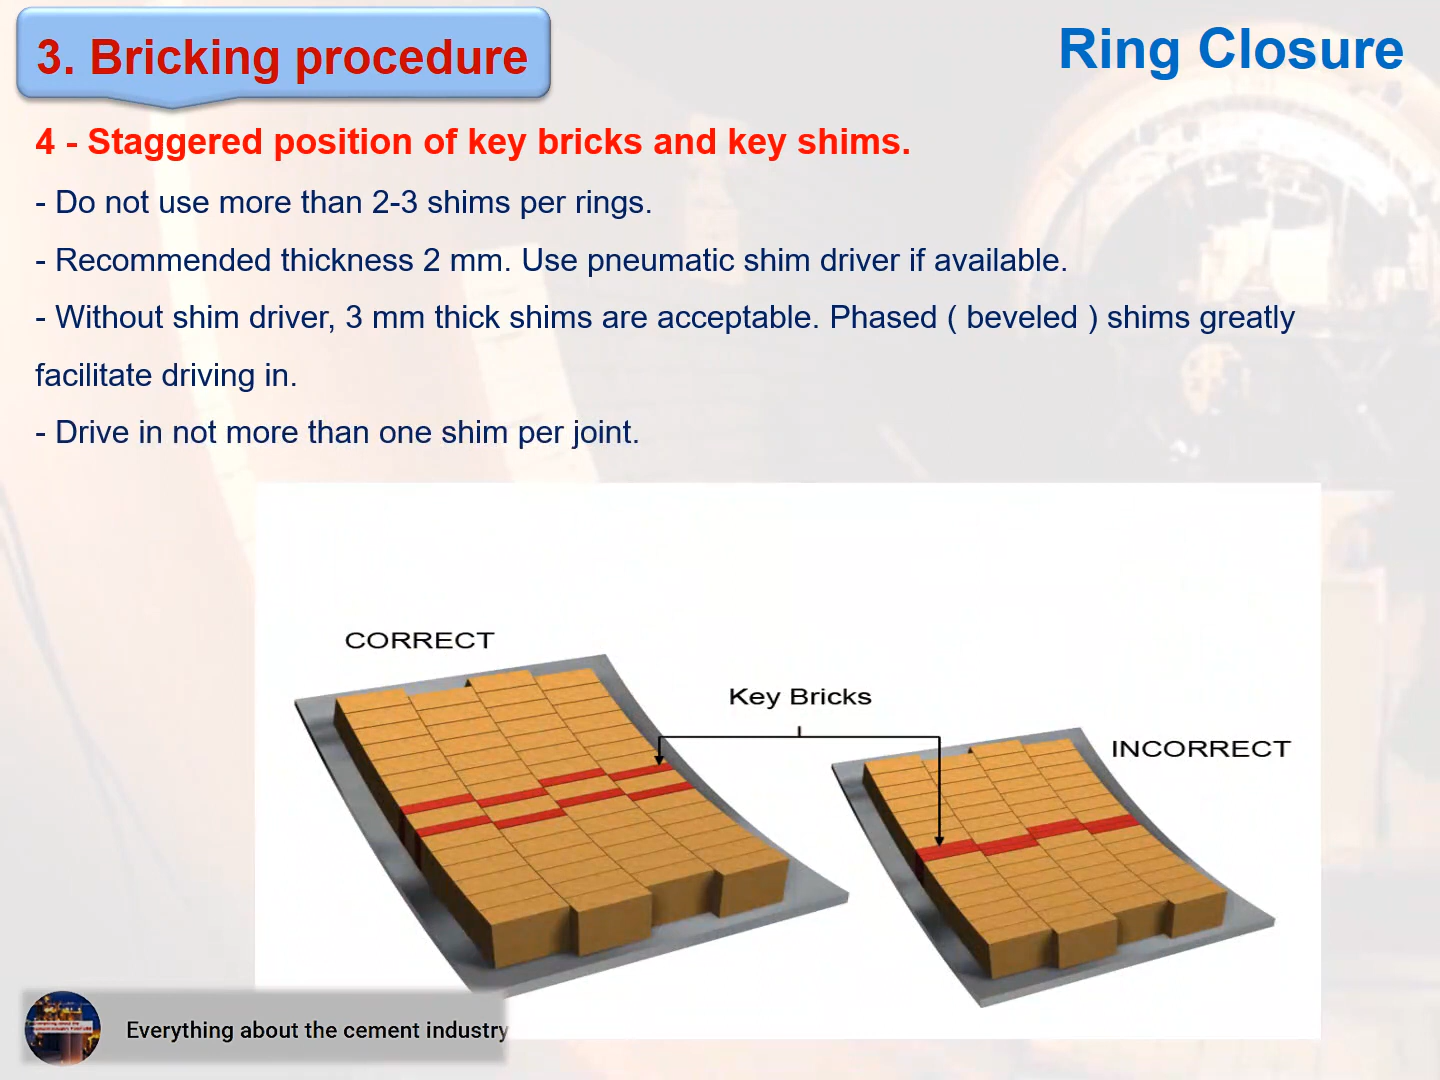 3. Bricking procedure
Ring Closure
4 - Staggered position of key bricks and key shims.
- Do not use more than 2-3 shims per rings.
- Recommended thickness 2 mm. Use pneumatic shim driver if available.
- Without shim driver, 3 mm thick shims are acceptable. Phased ( beveled ) shims greatly
facilitate driving in.
- Drive in not more than one shim per joint.
CORRECT
Key Bricks
INCORRECT
Everything about the cement industry